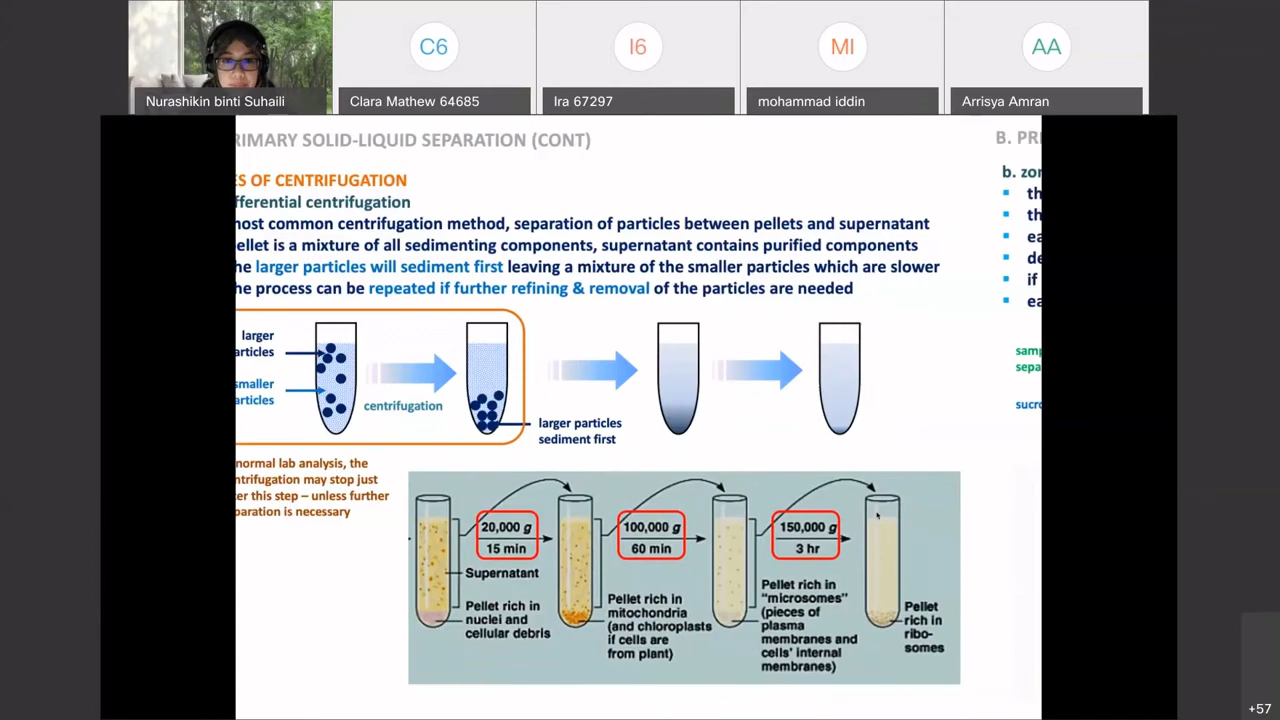 C6
I6
MI
AA
Nurashikin binti Suhaili
Clara Mathew 64685
Ira 67297
mohammad iddin
Arrisya Amran
RIMARY SOLID-LIQUID SEPARATION (CONT)
ES OF CENTRIFUGATION
fferential centrifugation
nost common centrifugation method, separation of particles between pellets and supernatant
ellet is a mixture of all sedimenting components, supernatant contains purified components
he larger particles will sediment first leaving a mixture of the smaller particles which are slower
he process can be repeated if further refining & removal of the particles are needed
larger
articles
smaller
articles
centrifugation
larger particles
sediment first
normal lab analysis, the
ntrifugation may stop just
er this step – unless further
paration is necessary
20,000 g
15 min
Supernatant
Pellet rich in
nuclei and
cellular debris
100,000 g
60 min
Pellet rich in
mitochondria
(and chloroplasts
if cells are
from plant)
150,000 g
3 hr
Pellet rich in
"microsomes"
(pieces of
plasma
membranes and
cells' internal
membranes)
Pellet
rich in
ribo-
somes
B. PRI
b. zor
th
th
ea
de
if
ea
samp
sepa
sucro
+57